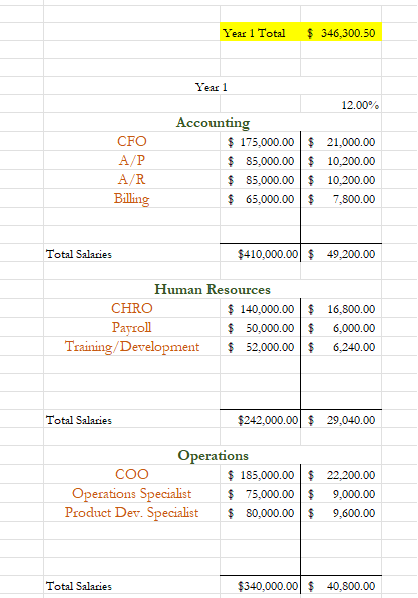 Year 1 Total $ 346,300.50
Year 1
12.00%
Accounting
CFO $ 175,000.00 $ 21,000.00
A/P $ 85,000.00 $ 10,200.00
A/R $ 85,000.00 $ 10,200.00
Billing $ 65,000.00 $ 7,800.00
Total Salaries $410,000.00 $ 49,200.00
Human Resources
CHRO $ 140,000.00 $ 16,800.00
Payroll $ 50,000.00 $ 6,000.00
Training/Development $ 52,000.00 $ 6,240.00
Total Salaries $242,000.00 $ 29,040.00
Operations
COO $ 185,000.00 $ 22,200.00
Operations Specialist $ 75,000.00 $ 9,000.00
Product Dev. Specialist $ 80,000.00 $ 9,600.00
Total Salaries $340,000.00 $ 40,800.00